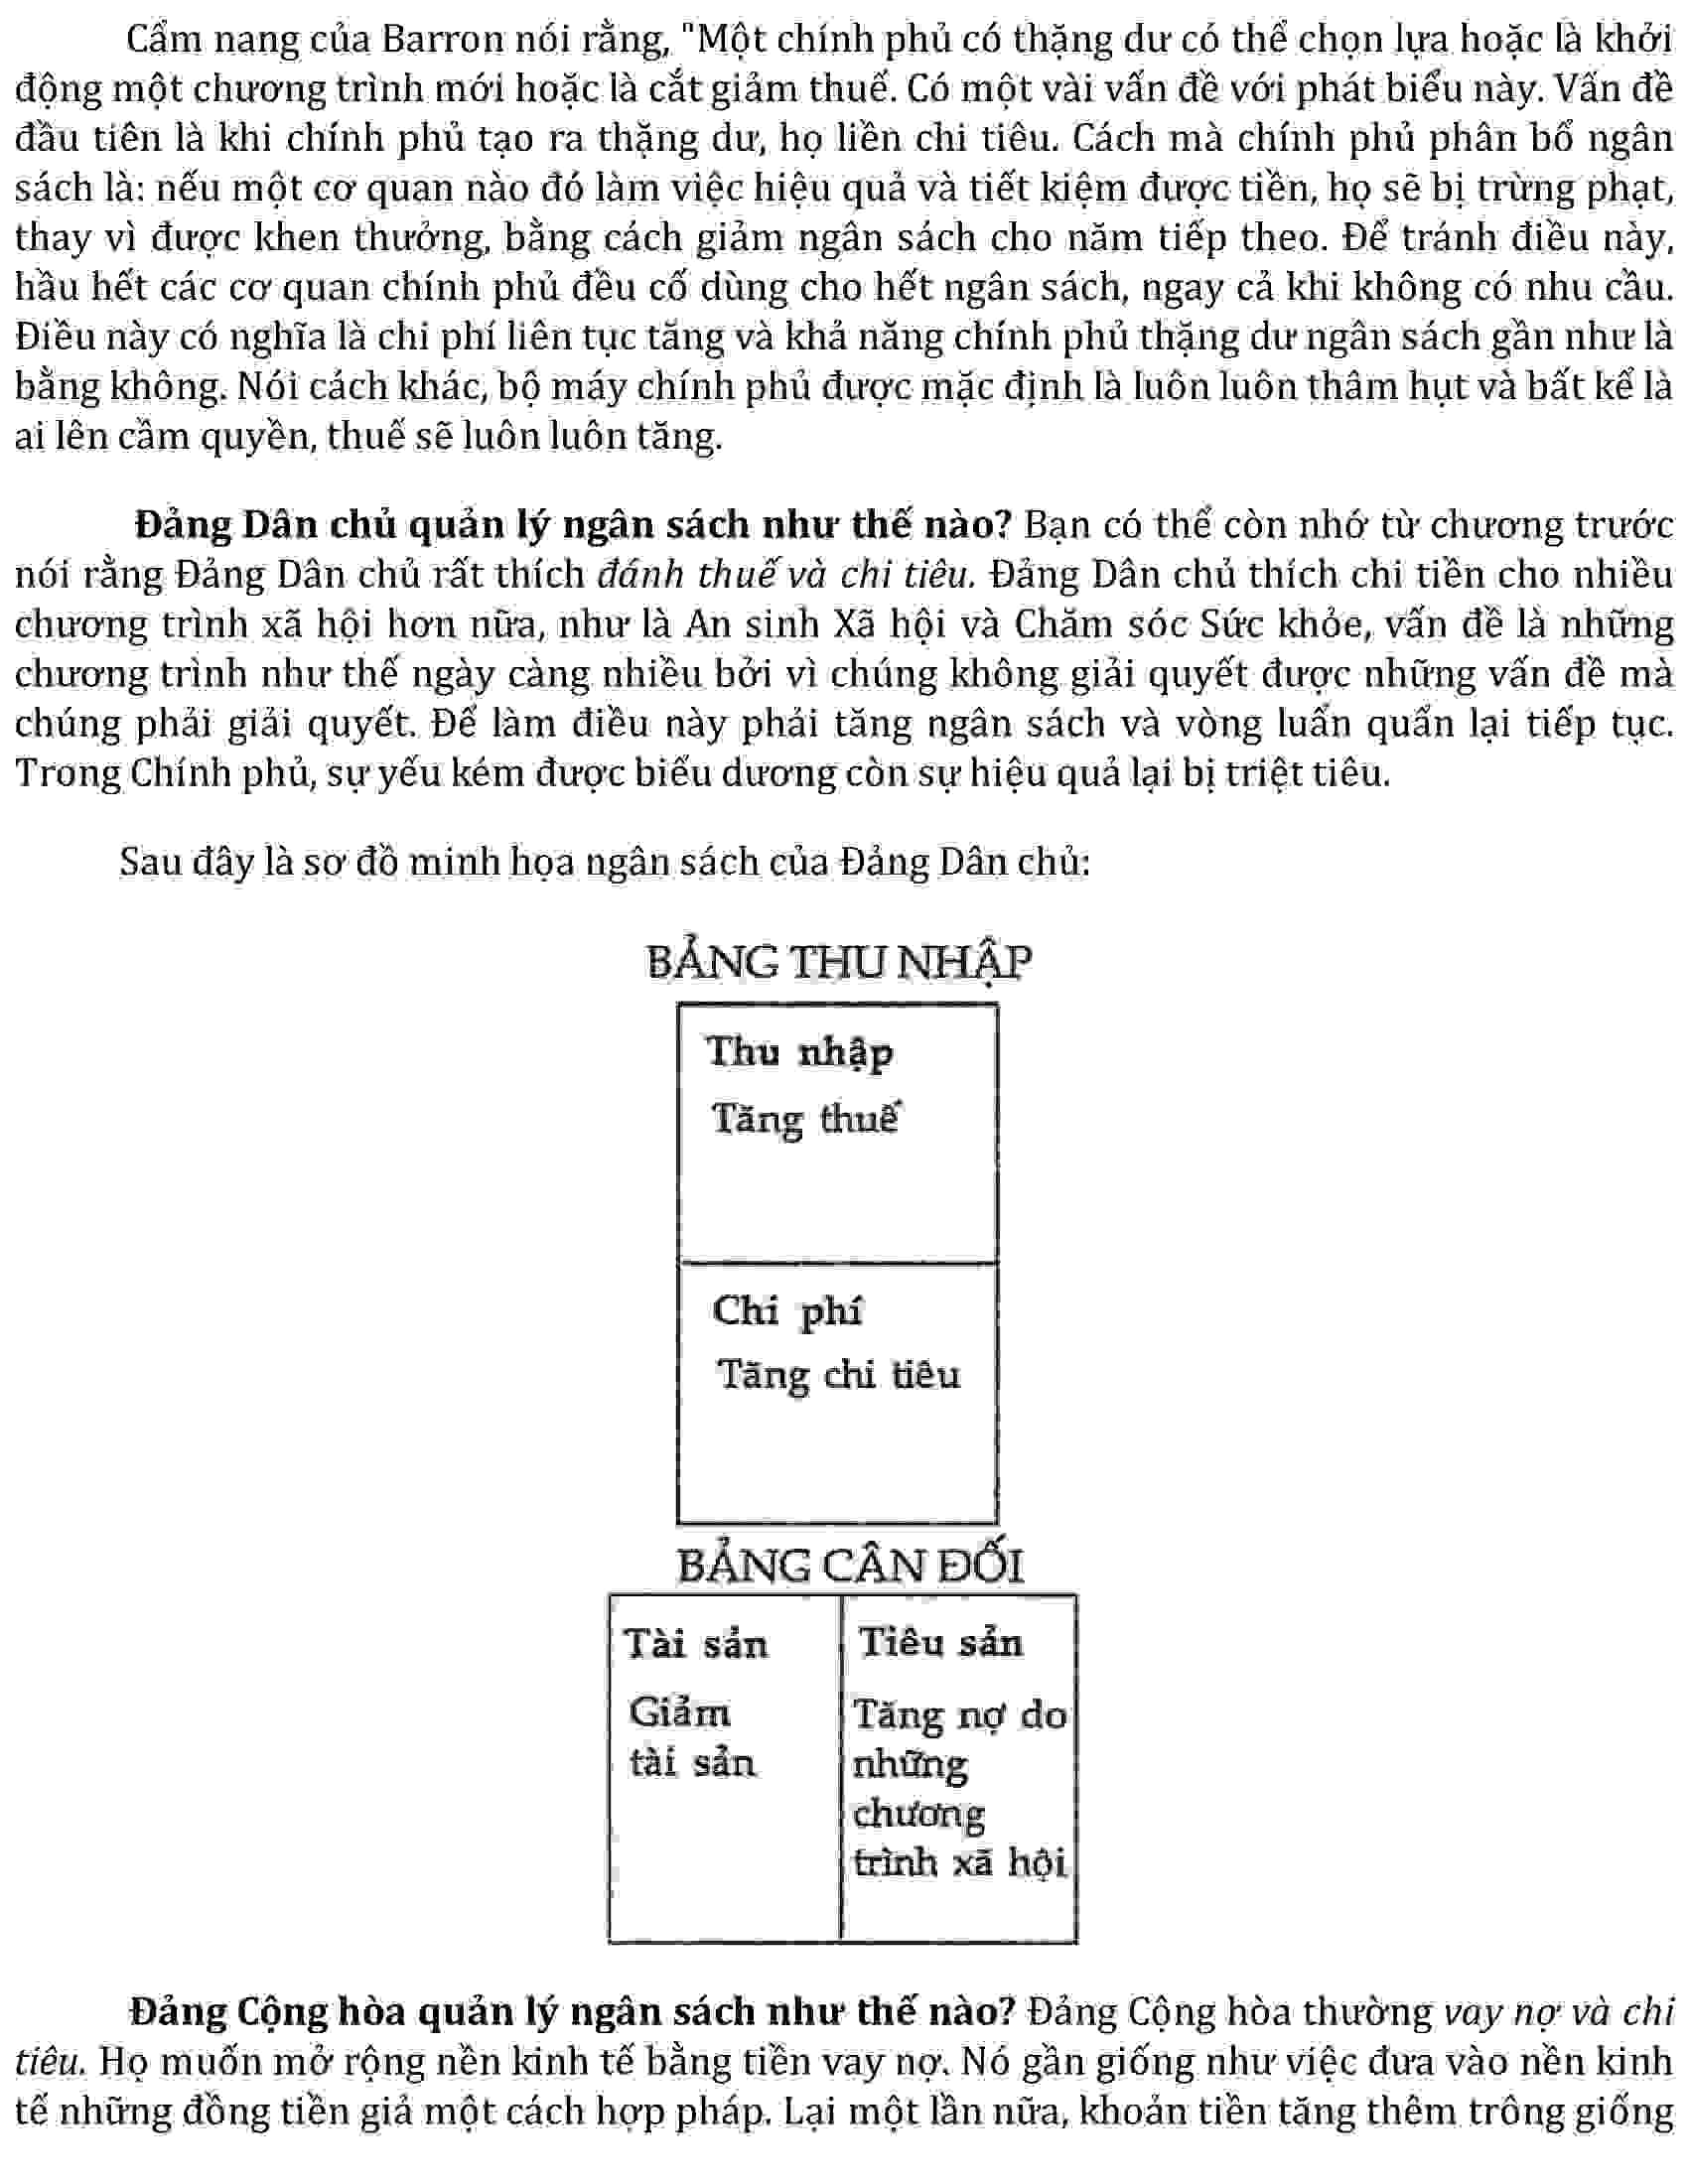 Cẩm nang của Barron nói rằng, "Một chính phủ có thặng dư có thể chọn lựa hoặc là khởi
động một chương trình mới hoặc là cắt giảm thuế. Có một vài vấn đề với phát biểu này. Vấn đề
đầu tiên là khi chính phủ tạo ra thặng dư, họ liền chi tiêu. Cách mà chính phủ phân bổ ngân
sách là: nếu một cơ quan nào đó làm việc hiệu quả và tiết kiệm được tiền, họ sẽ bị trừng phạt,
thay vì được khen thưởng, bằng cách giảm ngân sách cho năm tiếp theo. Để tránh điều này,
hầu hết các cơ quan chính phủ đều cố dùng cho hết ngân sách, ngay cả khi không có nhu cầu.
Điều này có nghĩa là chi phí liên tục tăng và khả năng chính phủ thặng dư ngân sách gần như là
bằng không. Nói cách khác, bộ máy chính phủ được mặc định là luôn luôn thâm hụt và bất kể là
ai lên cầm quyền, thuế sẽ luôn luôn tăng.
Đảng Dân chủ quản lý ngân sách như thế nào? Bạn có thể còn nhớ từ chương trước
nói rằng Đảng Dân chủ rất thích đánh thuế và chi tiêu. Đảng Dân chủ thích chi tiền cho nhiều
chương trình xã hội hơn nữa, như là An sinh Xã hội và Chăm sóc Sức khỏe, vấn đề là những
chương trình như thế ngày càng nhiều bởi vì chúng không giải quyết được những vấn đề mà
chúng phải giải quyết. Để làm điều này phải tăng ngân sách và vòng luẩn quẩn lại tiếp tục.
Trong Chính phủ, sự yếu kém được biểu dương còn sự hiệu quả lại bị triệt tiêu.
Sau đây là sơ đồ minh họa ngân sách của Đảng Dân chủ:
BẢNG THU NHẬP
Thu nhập
Tăng thuế
Chi phí
Tăng chi tiêu
BẢNG CÂN ĐỐI
Tài sản
Giảm
tài sản
Tiêu sản
Tăng nợ do
những
chương
trình xã hội
Đảng Cộng hòa quản lý ngân sách như thế nào? Đảng Cộng hòa thường vay nợ và chi
tiêu. Họ muốn mở rộng nền kinh tế bằng tiền vay nợ. Nó gần giống như việc đưa vào nền kinh
tế những đồng tiền giả một cách hợp pháp. Lại một lần nữa, khoản tiền tăng thêm trông giống